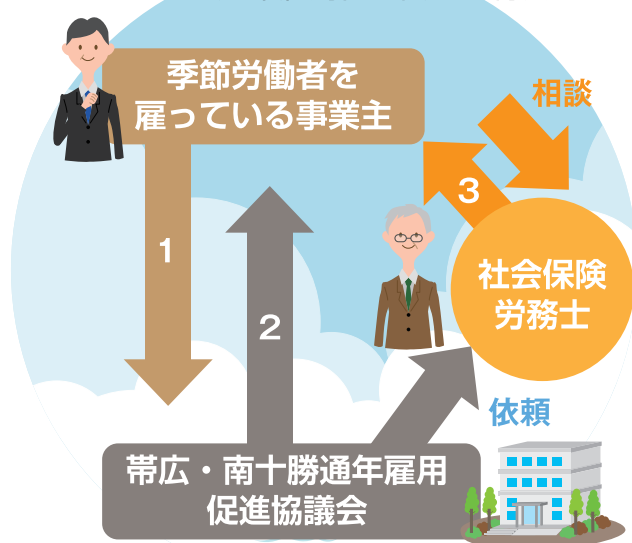 季節労働者を
雇っている事業主
相談
3
1
社会保険
労務士
2
依頼
帯広・南十勝通年雇用
促進協議会